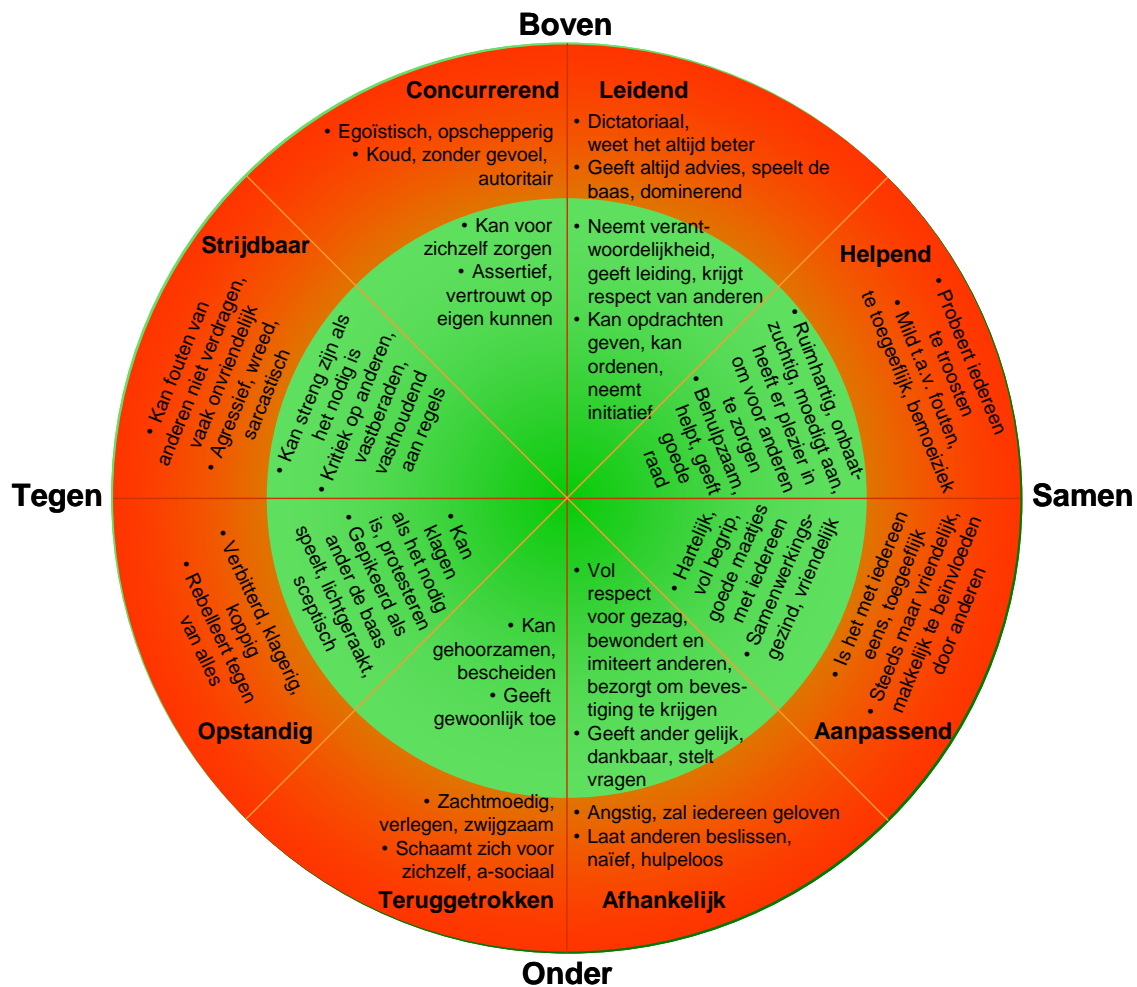 Boven
Concurrerend
• Egoïstisch, opschepperig
• Koud, zonder gevoel,
autoritair
• Kan voor
zichzelf zorgen
• Assertief,
vertrouwt op
eigen kunnen
Leidend
• Dictatoriaal,
weet het altijd beter
• Geeft altijd advies, speelt de
baas, dominerend
• Neemt verant-
woordelijkheid,
geeft leiding, krijgt
respect van anderen
• Kan opdrachten
geven, kan
ordenen,
neemt
initiatief
Helpend
• Probeert iedereen
te troosten
• Mild t.a.v. fouten,
te toegeeflijk, bemoeiziek
• Ruimhartig, onbaat-
zuchtig, moedigt aan,
heeft er plezier in
om voor anderen
te zorgen
• Behulpzaam,
helpt, geeft
goede
raad
Samen
• Hartelijk,
vol begrip,
goede maatjes
met iedereen
• Samenwerkings-
gezind, vriendelijk
• Is het met iedereen
eens, toegeeflijk
• Steeds maar vriendelijk,
makkelijk te beinvloeden
door anderen
Aanpassend
• Vol
respect
voor gezag,
bewondert en
imiteert anderen,
bezorgt om beves-
tiging te krijgen
• Geeft ander gelijk,
dankbaar, stelt
vragen
• Angstig, zal iedereen geloven
• Laat anderen beslissen,
naïef, hulpeloos
Afhankelijk
Onder
• Kan
gehoorzamen,
bescheiden
• Geeft
gewoonlijk toe
• Zachtmoedig,
verlegen, zwijgzaam
• Schaamt zich voor
zichzelf, a-sociaal
Teruggetrokken
• Kan
klagen
als het nodig
is, protesteren
• Gepikeerd als
ander de baas
speelt, lichtgeraakt,
sceptisch
• Verbitterd, klagerig,
koppig
• Rebelleert tegen
van alles
Opstandig
Tegen
Strijdbaar
• Kan fouten van
anderen niet verdragen,
vaak onvriendelijk
• Agressief, wreed,
sarcastisch
• Kan streng zijn als
het nodig is
• Kritiek op anderen,
vastberaden,
vasthoudend
aan regels